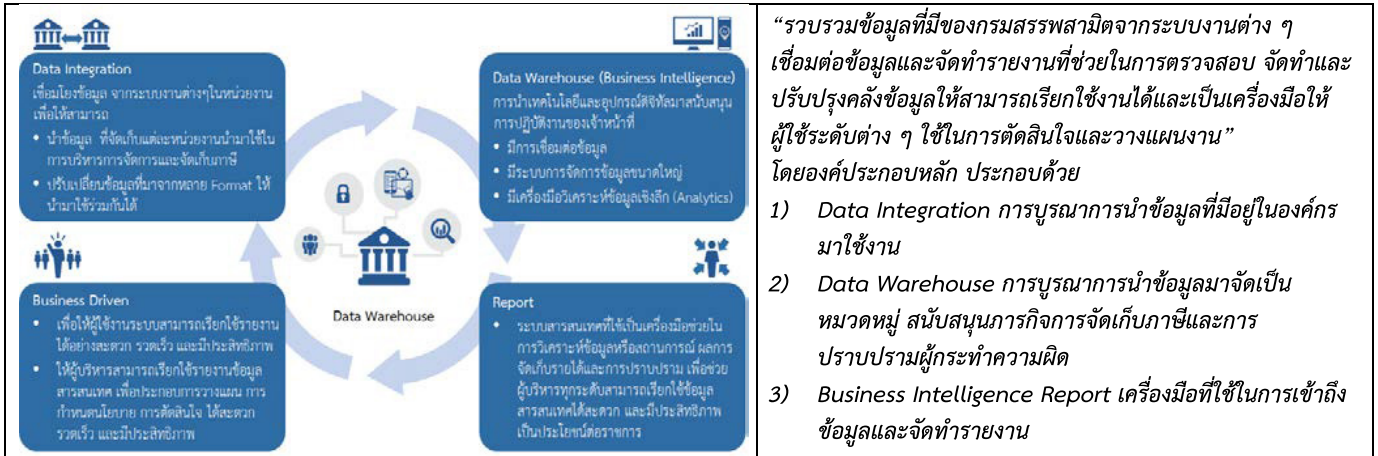 Data Integration
เชื่อมโยงข้อมูล จากระบบงานต่างๆในหน่วยงาน
เพื่อให้สามารถ
• นำข้อมูล ที่จัดเก็บแต่ละหน่วยงานนำมาใช้ใน
การบริหารการจัดการและจัดเก็บภาษี
• ปรับเปลี่ยนข้อมูลที่มาจากหลาย Format ให้
นำมาใช้ร่วมกันได้
Data Warehouse (Business Intelligence)
การนำเทคโนโลยีและอุปกรณ์ดิจิทัลมาสนับสนุน
การปฏิบัติงานของเจ้าหน้าที่
• มีการเชื่อมต่อข้อมูล
• มีระบบการจัดการข้อมูลขนาดใหญ่
• มีเครื่องมือวิเคราะห์ข้อมูลเชิงลึก (Analytics)
Data Warehouse
Business Driven
• เพื่อให้ผู้ใช้งานระบบสามารถเรียกใช้รายงาน
ได้อย่างสะดวก รวดเร็ว และมีประสิทธิภาพ
• ให้ผู้บริหารสามารถเรียกใช้รายงานข้อมูล
สารสนเทศ เพื่อประกอบการวางแผน การ
กำหนดนโยบาย การตัดสินใจ ได้สะดวก
รวดเร็ว และมีประสิทธิภาพ
Report
• ระบบสารสนเทศที่ใช้เป็นเครื่องมือช่วยใน
การวิเคราะห์ข้อมูลหรือสถานการณ์ ผลการ
จัดเก็บรายได้และการปราบปราม เพื่อช่วย
ผู้บริหารทุกระดับสามารถเรียกใช้ข้อมูล
สารสนเทศได้สะดวก และมีประสิทธิภาพ
เป็นประโยชน์ต่อราชการ
“รวบรวมข้อมูลที่มีของกรมสรรพสามิตจากระบบงานต่าง ๆ
เชื่อมต่อข้อมูลและจัดทำรายงานที่ช่วยในการตรวจสอบ จัดทำและ
ปรับปรุงคลังข้อมูลให้สามารถเรียกใช้งานได้และเป็นเครื่องมือให้
ผู้ใช้ระดับต่าง ๆ ใช้ในการตัดสินใจและวางแผนงาน”
โดยองค์ประกอบหลัก ประกอบด้วย
1) Data Integration การบูรณาการนำข้อมูลที่มีอยู่ในองค์กร
มาใช้งาน
2) Data Warehouse การบูรณาการนำข้อมูลมาจัดเป็น
หมวดหมู่ สนับสนุนภารกิจการจัดเก็บภาษีและการ
ปราบปรามผู้กระทำความผิด
3) Business Intelligence Report เครื่องมือที่ใช้ในการเข้าถึง
ข้อมูลและจัดทำรายงาน